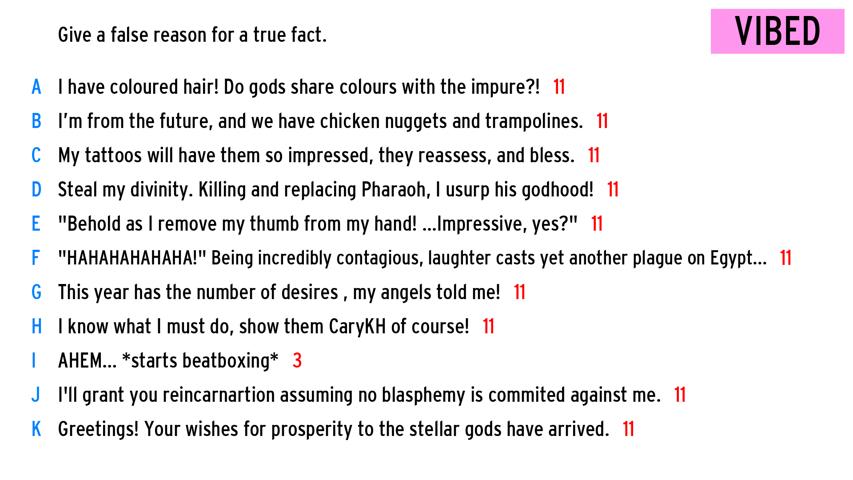 Give a false reason for a true fact.
VIBED
A I have coloured hair! Do gods share colours with the impure?! 11
B I'm from the future, and we have chicken nuggets and trampolines. 11
C My tattoos will have them so impressed, they reassess, and bless. 11
D Steal my divinity. Killing and replacing Pharaoh, I usurp his godhood! 11
E "Behold as I remove my thumb from my hand! ...Impressive, yes?" 11
F "HAHAHAHAHAHA!" Being incredibly contagious, laughter casts yet another plague on Egypt... 11
G This year has the number of desires , my angels told me! 11
H I know what I must do, show them CaryKH of course! 11
I AHEM... *starts beatboxing* 3
J I'll grant you reincarnartion assuming no blasphemy is commited against me. 11
K Greetings! Your wishes for prosperity to the stellar gods have arrived. 11